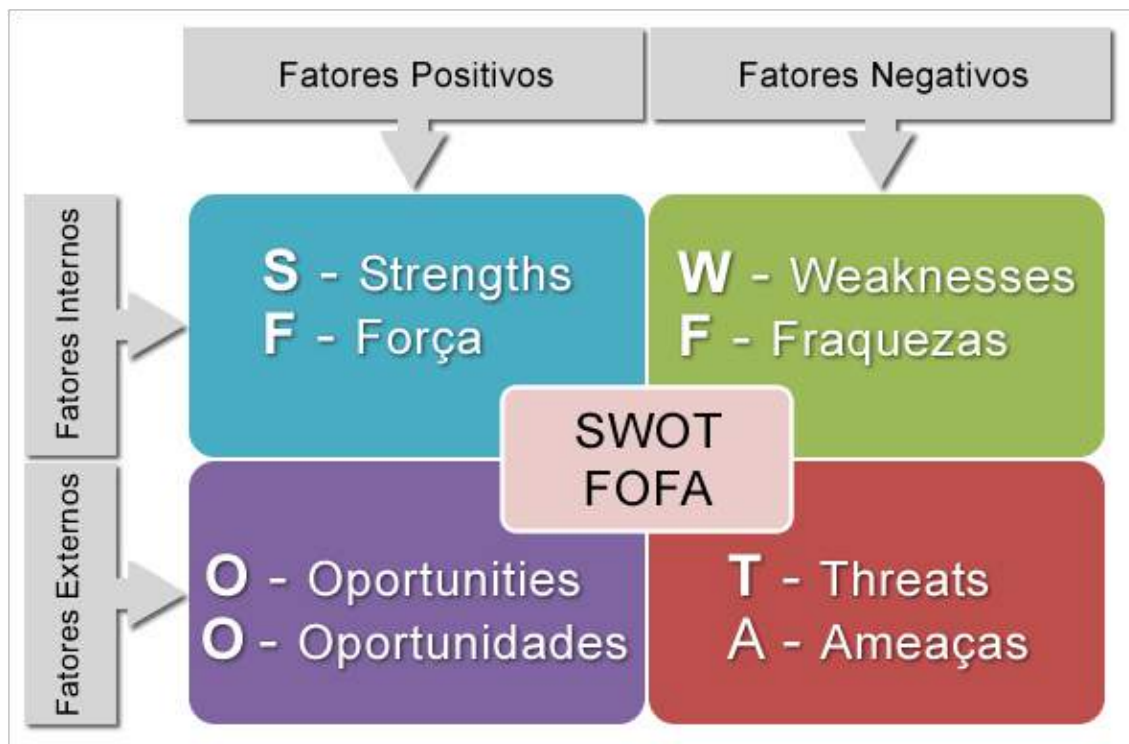 Fatores Positivos
Fatores Negativos
Fatores Internos
S - Strengths
F - Força
W - Weaknesses
F - Fraquezas
SWOT
FOFA
Fatores Externos
O - Oportunities
O - Oportunidades
T - Threats
A - Ameaças